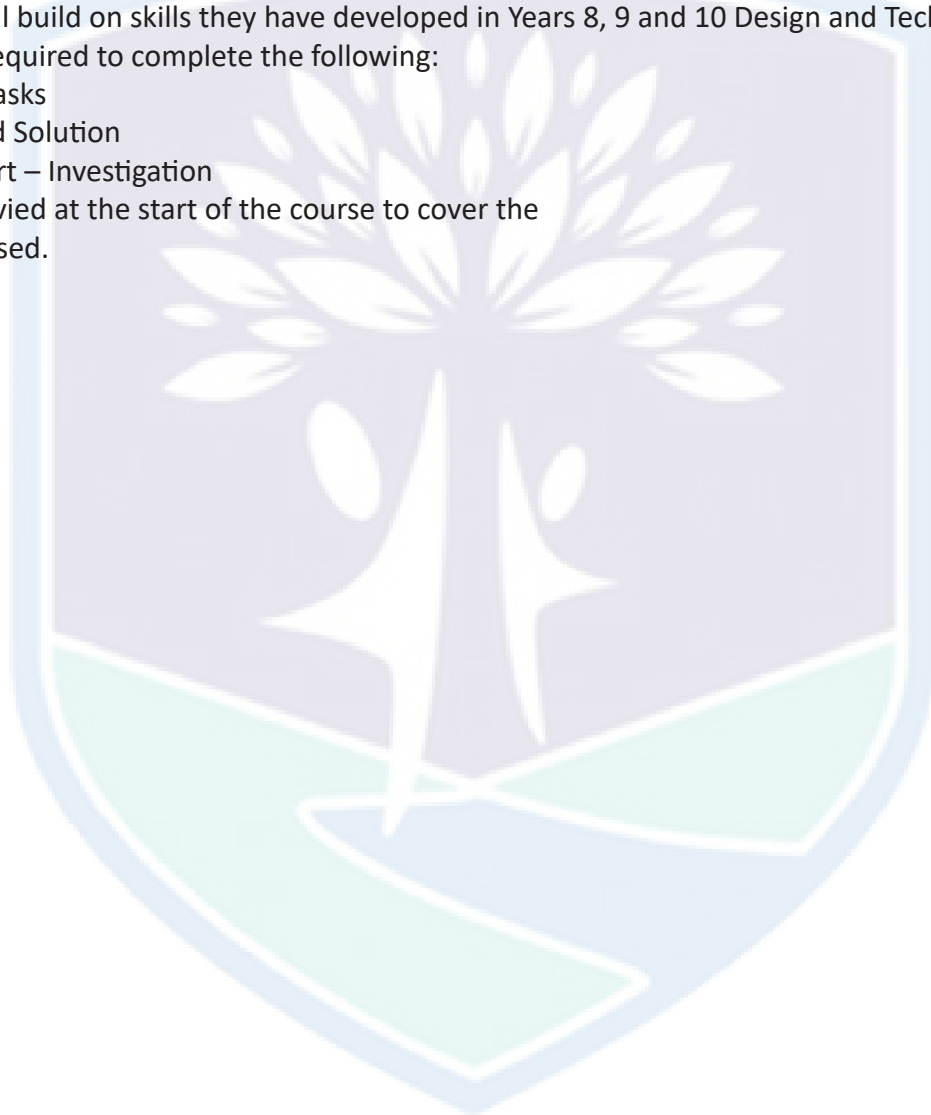 l build on skills they have developed in Years 8, 9 and 10 Design and Tech
equired to complete the following:
asks
d Solution
rt – Investigation
vied at the start of the course to cover the
sed.